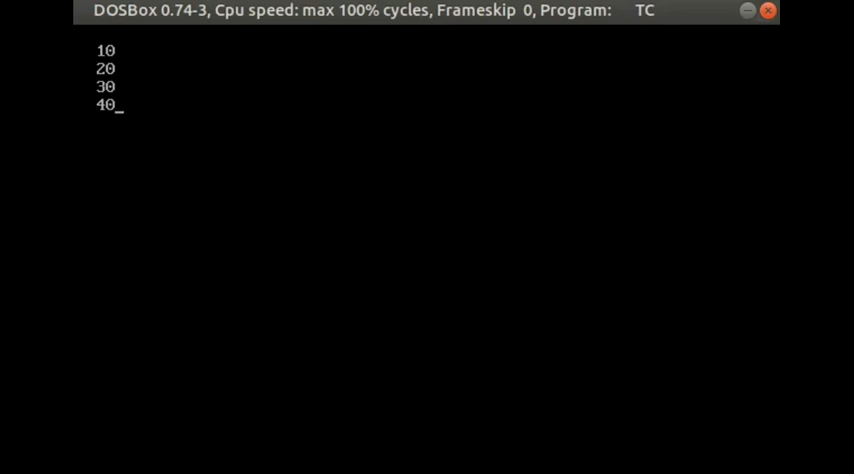 DOSBox 0.74-3, Cpu speed: max 100% cycles, Frameskip 0, Program: TC
10
20
30
40_